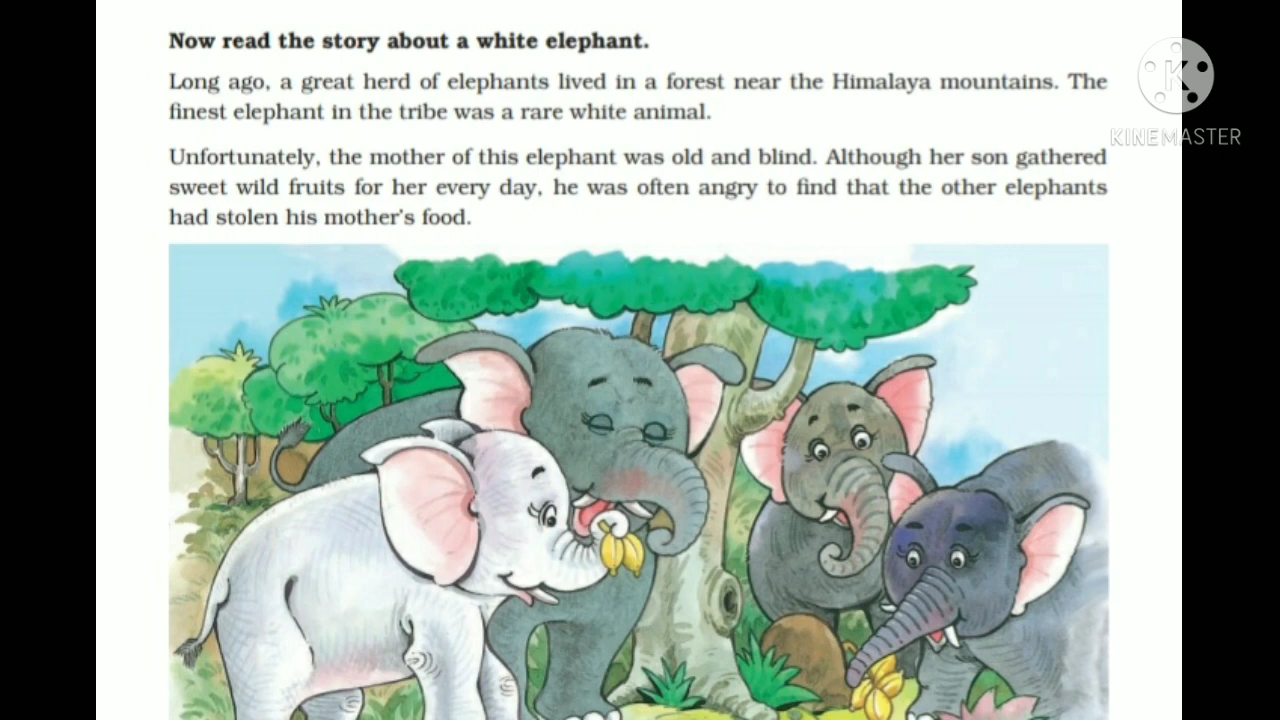 Now read the story about a white elephant.
Long ago, a great herd of elephants lived in a forest near the Himalaya mountains. The
finest elephant in the tribe was a rare white animal.
Unfortunately, the mother of this elephant was old and blind. Although her son gathered
sweet wild fruits for her every day, he was often angry to find that the other elephants
had stolen his mother's food.
K
KINEMASTER